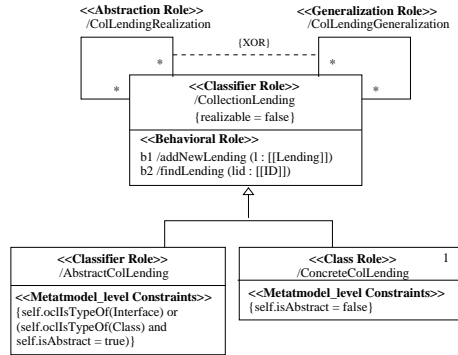 <<Abstraction Role>>
/ColLendingRealization
<<Generalization Role>>
/ColLendingGeneralization
{XOR}
* *
* *
<<Classifier Role>>
/CollectionLending
{realizable = false}
<<Behavioral Role>>
b1 /addNewLending (l : [[Lending]])
b2 /findLending (lid : [[ID]])
<<Classifier Role>>
/AbstractColLending
<<Metatmodel_level Constraints>>
{self.oclIsTypeOf(Interface) or
(self.oclIsTypeOf(Class) and
self.isAbstract = true)}
<<Class Role>> 1
/ConcreteColLending
<<Metatmodel_level Constraints>>
{self.isAbstract = false}